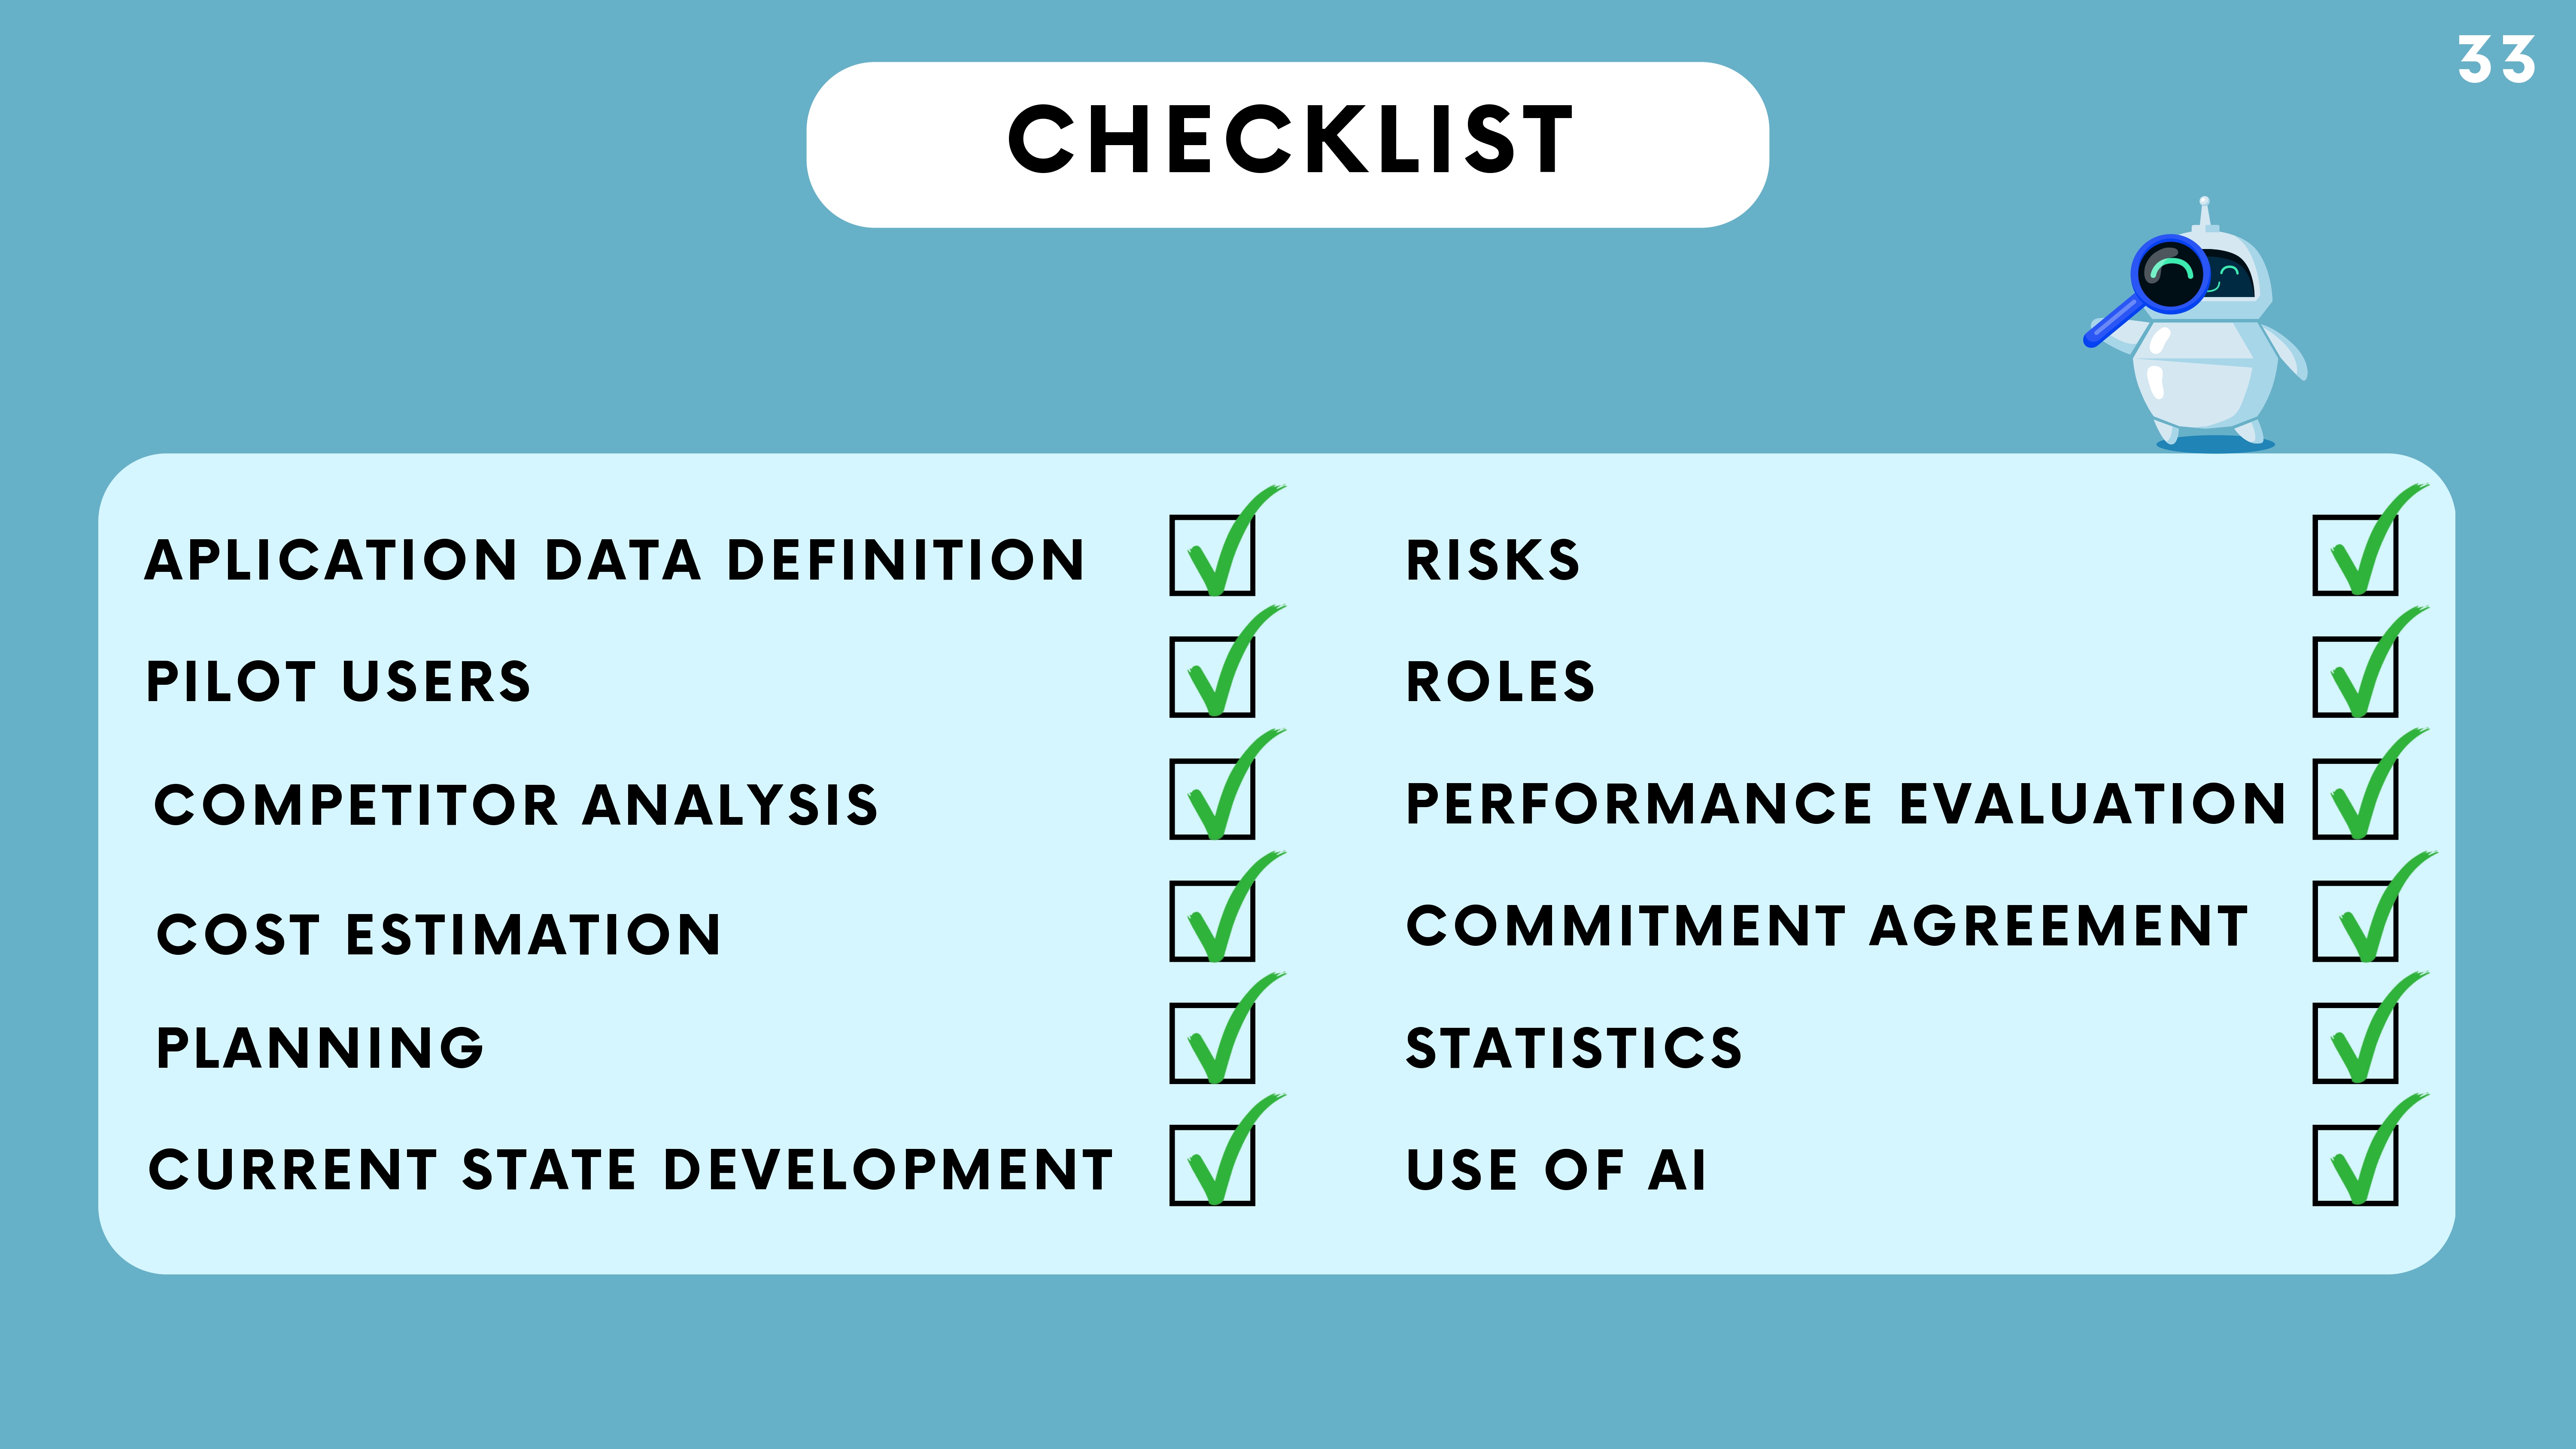 33
CHECKLIST
APLICATION DATA DEFINITION
PILOT USERS
COMPETITOR ANALYSIS
COST ESTIMATION
PLANNING
CURRENT STATE DEVELOPMENT
RISKS
ROLES
PERFORMANCE EVALUATION
COMMITMENT AGREEMENT
STATISTICS
USE OF AI